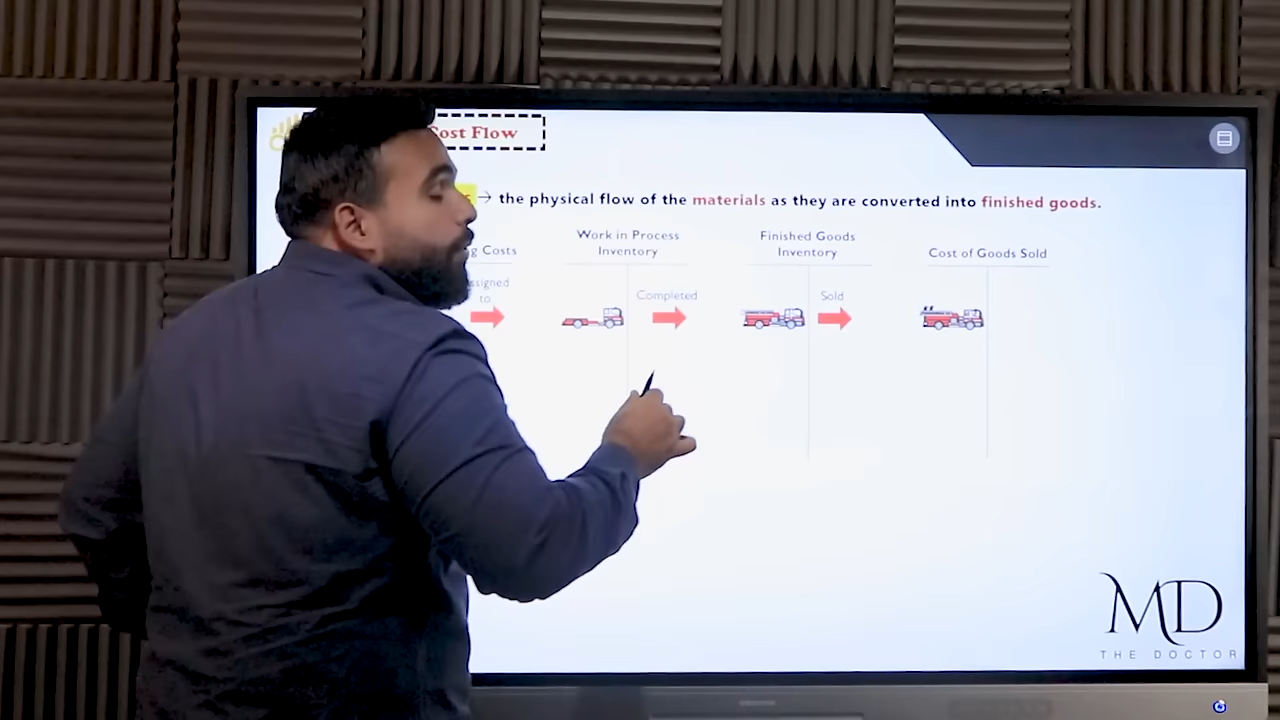 Cost Flow
→ the physical flow of the materials as they are converted into finished goods.
Costs
Work in Process
Inventory
Finished Goods
Inventory
Cost of Goods Sold
to
Completed
Sold
MD
THE DOCTOR